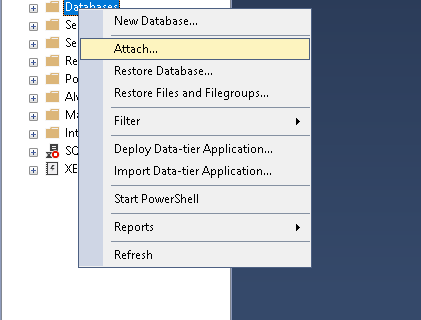 Databases
New Database...
Attach...
Restore Database...
Restore Files and Filegroups...
Filter
Deploy Data-tier Application...
Import Data-tier Application...
Start PowerShell
Reports
Refresh
Se
Se
Re
Po
Alv
Ma
Int
SQ
XE